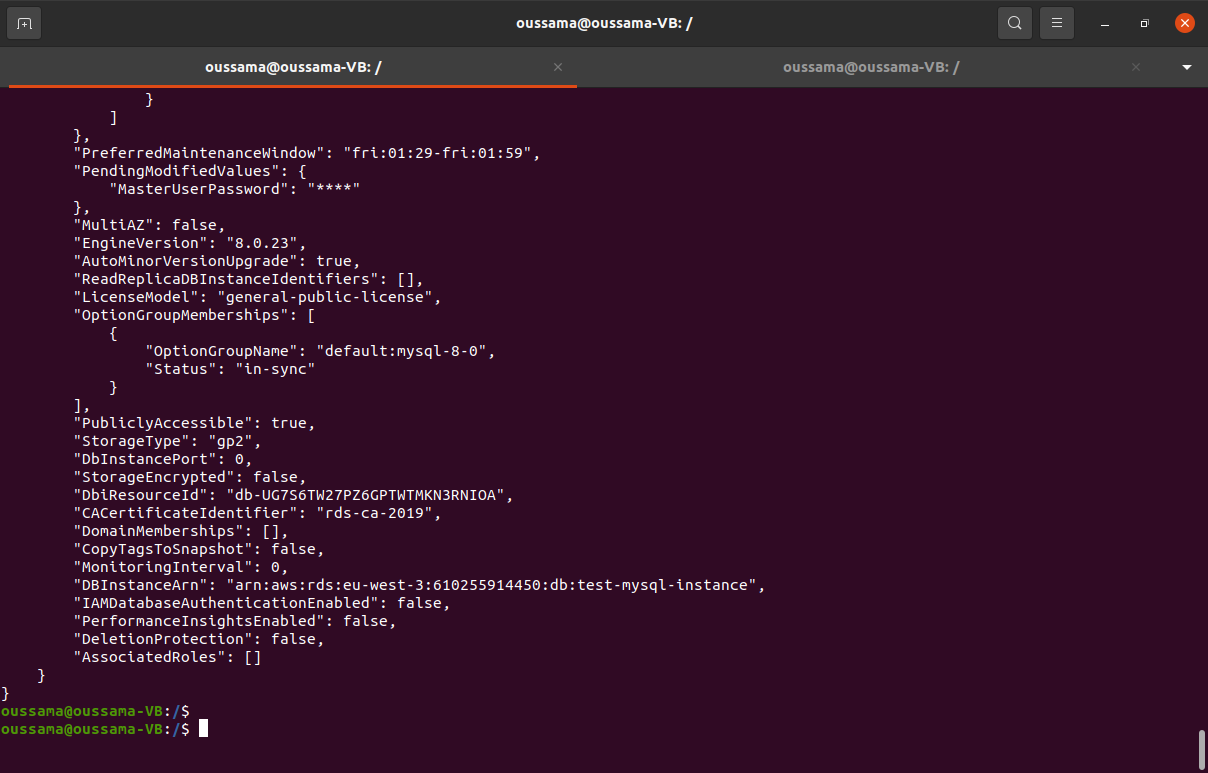 oussama@oussama-VB: /
oussama@oussama-VB: /
oussama@oussama-VB: /
}
]
},
"PreferredMaintenanceWindow": "fri:01:29-fri:01:59",
"PendingModifiedValues": {
"MasterUserPassword": "****"
},
"MultiAZ": false,
"EngineVersion": "8.0.23",
"AutoMinorVersionUpgrade": true,
"ReadReplicaDBInstanceIdentifiers": [],
"LicenseModel": "general-public-license",
"OptionGroupMemberships": [
{
"OptionGroupName": "default:mysql-8-0",
"Status": "in-sync"
}
],
"PubliclyAccessible": true,
"StorageType": "gp2",
"DbInstancePort": 0,
"StorageEncrypted": false,
"DbiResourceId": "db-UG7S6TW27PZ6GPTWTMKN3RNIOA",
"CACertificateIdentifier": "rds-ca-2019",
"DomainMemberships": [],
"CopyTagsToSnapshot": false,
"MonitoringInterval": 0,
"DBInstanceArn": "arn:aws:rds:eu-west-3:610255914450:db:test-mysql-instance",
"IAMDatabaseAuthenticationEnabled": false,
"PerformanceInsightsEnabled": false,
"DeletionProtection": false,
"AssociatedRoles": []
}
}
oussama@oussama-VB:/$
oussama@oussama-VB:/$